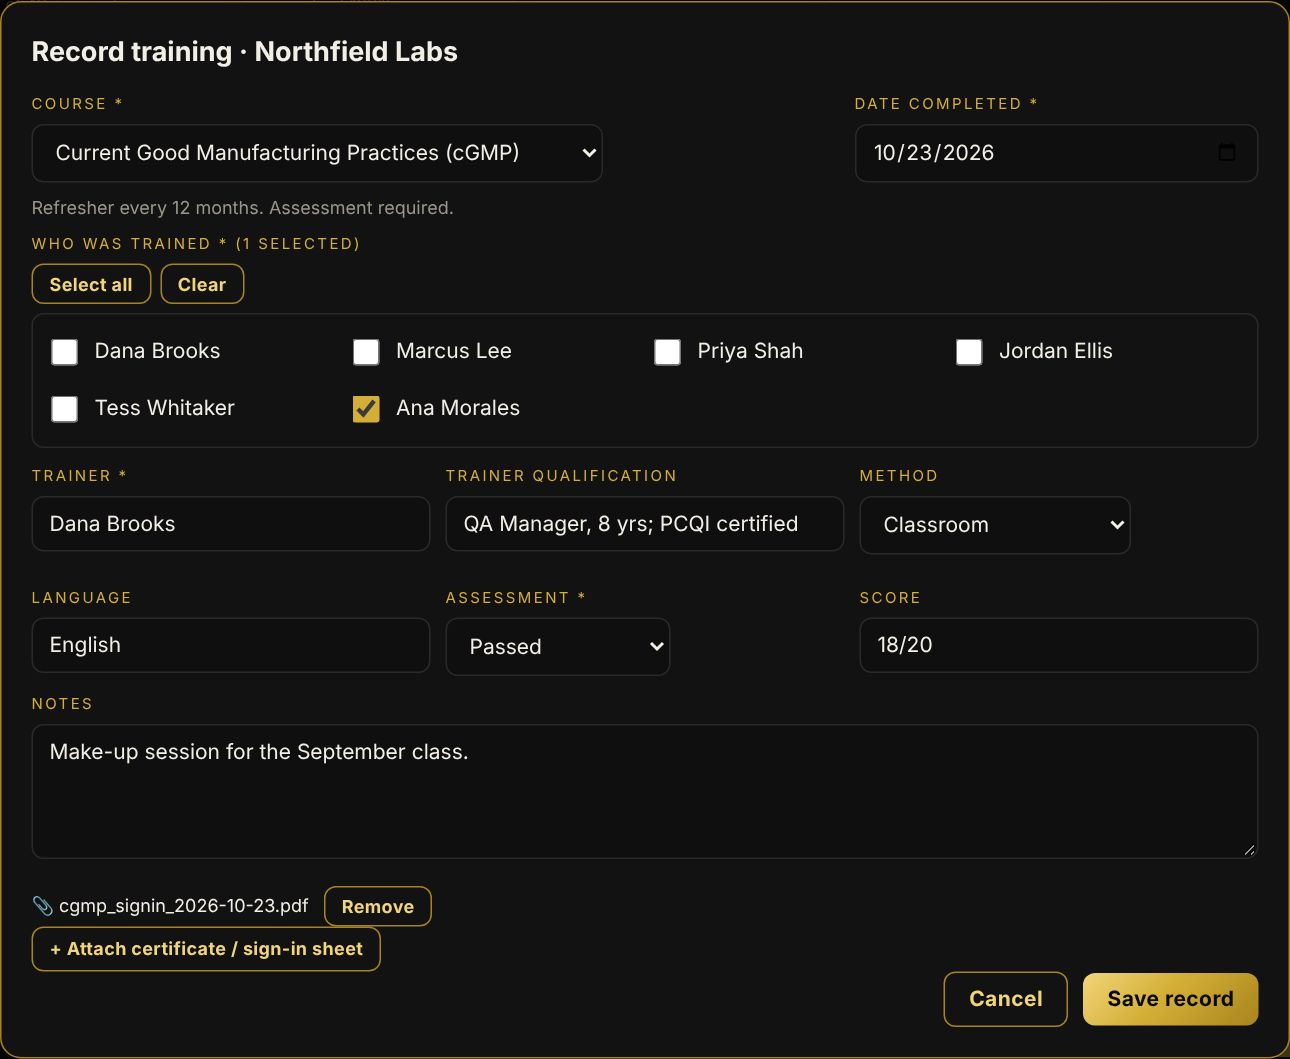 Record training · Northfield Labs
COURSE * DATE COMPLETED *
Current Good Manufacturing Practices (cGMP) 10/23/2026
Refresher every 12 months. Assessment required.
WHO WAS TRAINED * (1 SELECTED)
Select all Clear
Dana Brooks Marcus Lee Priya Shah Jordan Ellis
Tess Whitaker Ana Morales
TRAINER * TRAINER QUALIFICATION METHOD
Dana Brooks QA Manager, 8 yrs; PCQI certified Classroom
LANGUAGE ASSESSMENT * SCORE
English Passed 18/20
NOTES
Make-up session for the September class.
cgmp_signin_2026-10-23.pdf Remove
+ Attach certificate / sign-in sheet
Cancel Save record